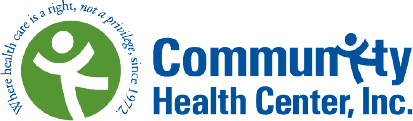 Where health care is a right, not a privilege, since 1972.
Community
Health Center, Inc.